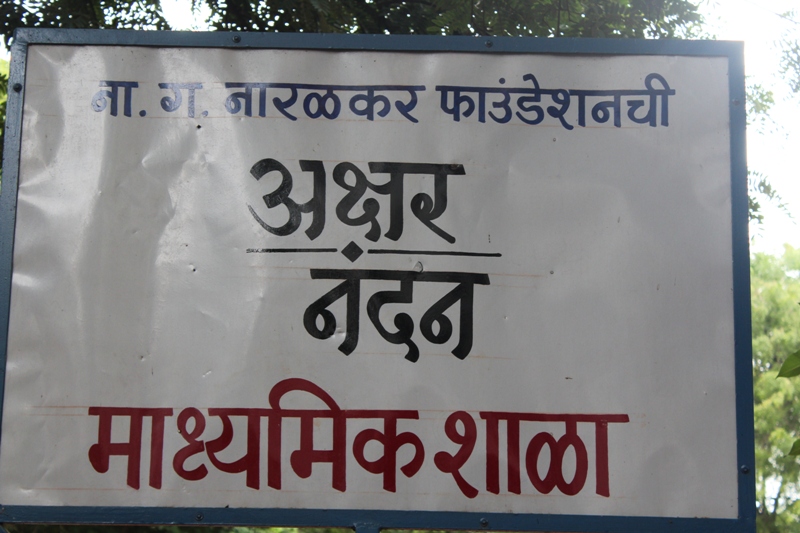 ना. ग. नारळकर फाउंडेशनची
अक्षर
नंदन
माध्यमिक शाळा